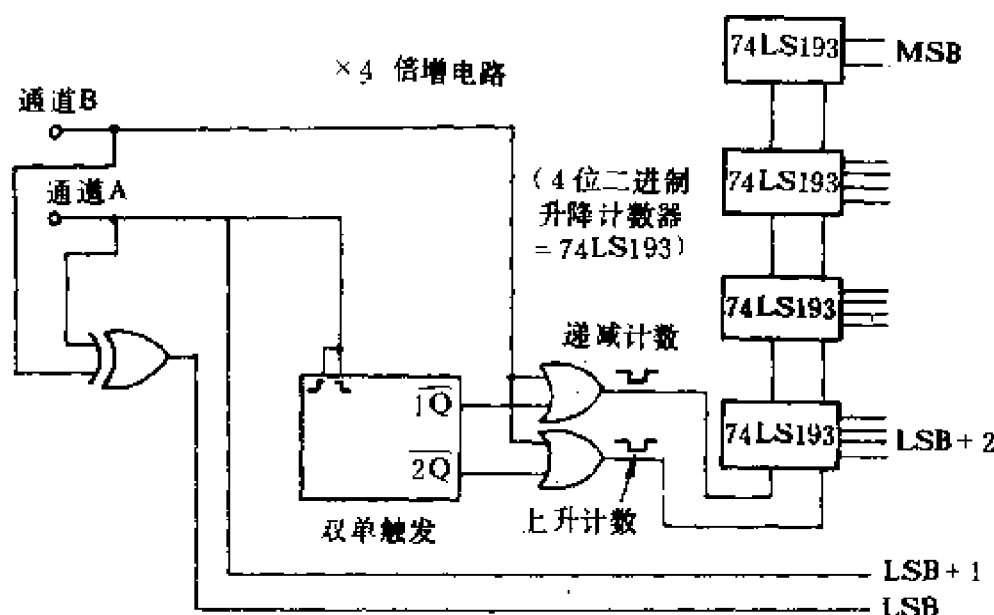 ×4 倍增电路
74LS193
MSB
通道B
通道A
(4位二进制
升降计数器
=74LS193)
74LS193
74LS193
递减计数
1Q
2Q
双单触发
上升计数
74LS193
LSB+2
LSB+1
LSB